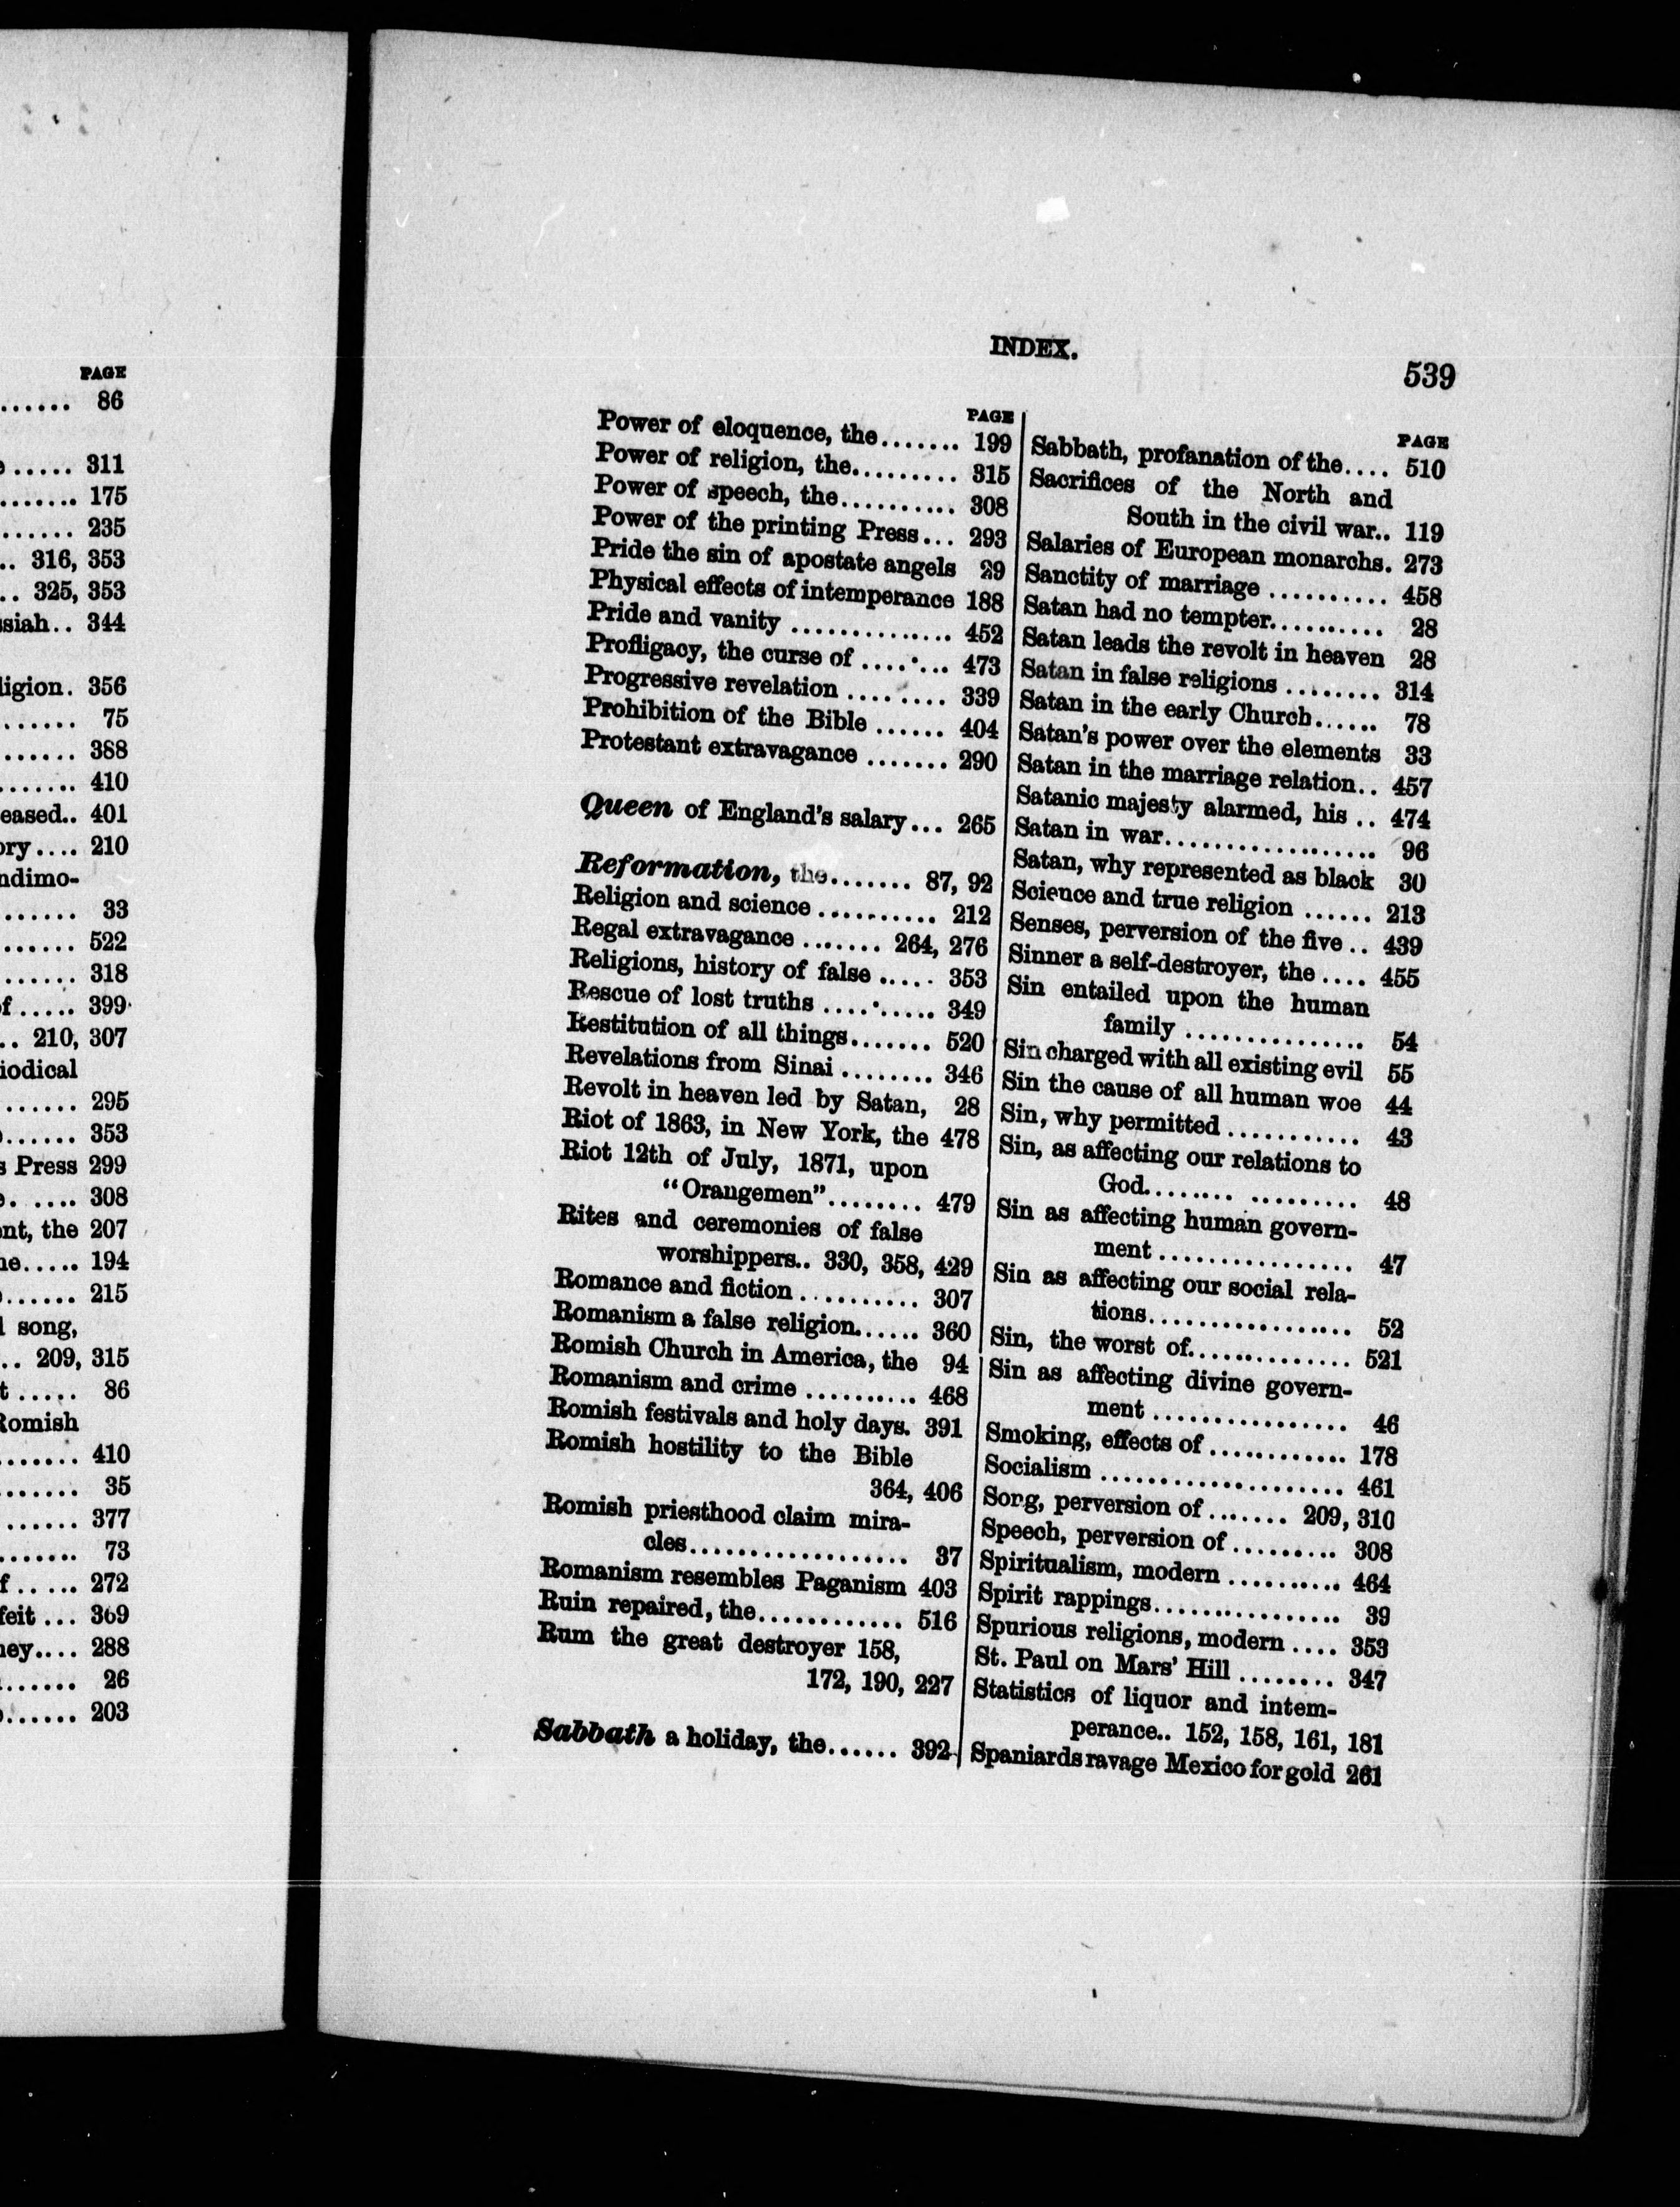 PAGE
....... 86
..... 311
........ 175
....... 235
.. 316, 353
.. 325, 353
siah.. 344
ligion. 356
....... 75
....... 388
........ 410
eased.. 401
ory.... 210
ndimo-
....... 33
....... 522
....... 318
f ..... 399
.. 210, 307
iodical
....... 295
...... 353
s Press 299
...... 308
ent, the 207
ne..... 194
...... 215
song,
.. 209, 315
t ..... 86
Romish
....... 410
....... 35
....... 377
....... 73
f ..... 272
feit ... 369
ney.... 288
...... 26
...... 203
INDEX.
539
PAGE
Power of eloquence, the....... 199
Power of religion, the......... 315
Power of speech, the.......... 308
Power of the printing Press... 293
Pride the sin of apostate angels 29
Physical effects of intemperance 188
Pride and vanity .............. 452
Profligacy, the curse of ........ 473
Progressive revelation ......... 339
Prohibition of the Bible ...... 404
Protestant extravagance ....... 290
Queen of England's salary... 265
Reformation, the....... 87, 92
Religion and science .......... 212
Regal extravagance ....... 264, 276
Religions, history of false ..... 353
Rescue of lost truths .......... 349
Restitution of all things....... 520
Revelations from Sinai ........ 346
Revolt in heaven led by Satan, 28
Riot of 1863, in New York, the 478
Riot 12th of July, 1871, upon
"Orangemen"........ 479
Rites and ceremonies of false
worshippers.. 330, 358, 429
Romance and fiction .......... 307
Romanism a false religion...... 360
Romish Church in America, the 94
Romanism and crime .......... 468
Romish festivals and holy days. 391
Romish hostility to the Bible
364, 406
Romish priesthood claim mira-
cles................... 37
Romanism resembles Paganism 403
Ruin repaired, the............. 516
Rum the great destroyer 158,
172, 190, 227
Sabbath a holiday, the...... 392
PAGE
Sabbath, profanation of the.... 510
Sacrifices of the North and
South in the civil war.. 119
Salaries of European monarchs. 273
Sanctity of marriage .......... 458
Satan had no tempter.......... 28
Satan leads the revolt in heaven 28
Satan in false religions ........ 314
Satan in the early Church...... 78
Satan's power over the elements 33
Satan in the marriage relation.. 457
Satanic majesty alarmed, his .. 474
Satan in war................... 96
Satan, why represented as black 30
Science and true religion ...... 213
Senses, perversion of the five .. 439
Sinner a self-destroyer, the .... 455
Sin entailed upon the human
family ................ 54
Sin charged with all existing evil 55
Sin the cause of all human woe 44
Sin, why permitted ........... 43
Sin, as affecting our relations to
God.................. 48
Sin as affecting human govern-
ment ................. 47
Sin as affecting our social rela-
tions.................. 52
Sin, the worst of.............. 521
Sin as affecting divine govern-
ment ................. 46
Smoking, effects of ............ 178
Socialism ..................... 461
Song, perversion of ....... 209, 310
Speech, perversion of ......... 308
Spiritualism, modern .......... 464
Spirit rappings................ 39
Spurious religions, modern .... 353
St. Paul on Mars' Hill ........ 347
Statistics of liquor and intem-
perance.. 152, 158, 161, 181
Spaniards ravage Mexico for gold 261